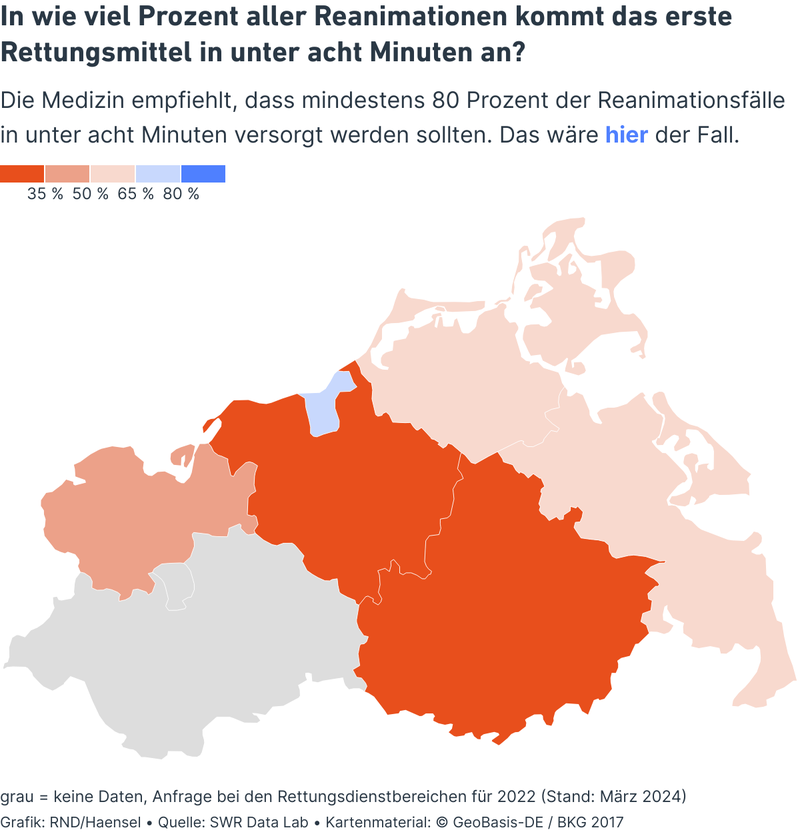 In wie viel Prozent aller Reanimationen kommt das erste
Rettungsmittel in unter acht Minuten an?
Die Medizin empfiehlt, dass mindestens 80 Prozent der Reanimationsfälle
in unter acht Minuten versorgt werden sollten. Das wäre hier der Fall.
35 % 50 % 65 % 80 %
grau = keine Daten, Anfrage bei den Rettungsdienstbereichen für 2022 (Stand: März 2024)
Grafik: RND/Haensel • Quelle: SWR Data Lab • Kartenmaterial: © GeoBasis-DE / BKG 2017